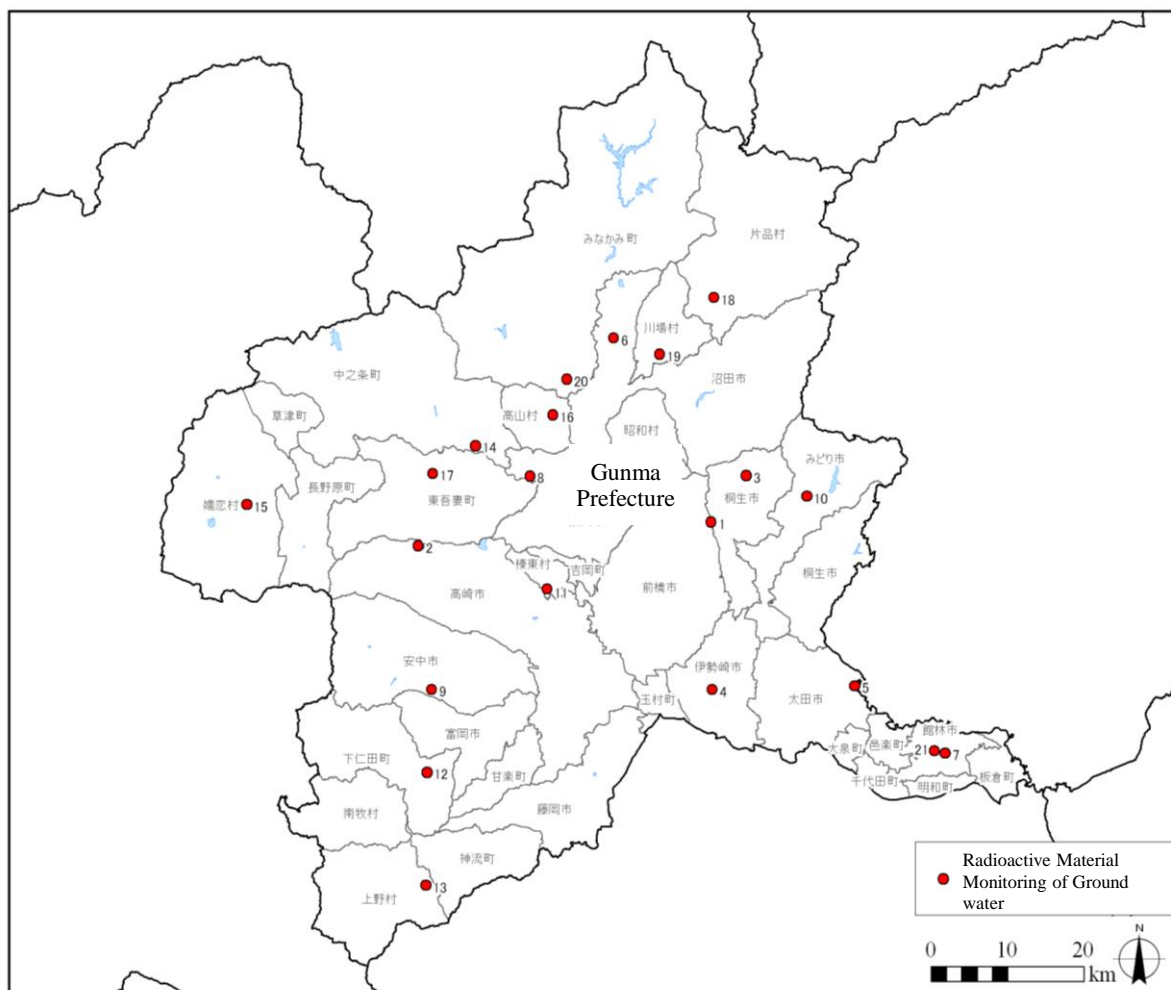 みなかみ町
片品村
18
6
川場村
19
中之条町
20
沼田市
草津町
高山村
16
昭和村
14
みどり市
17
8
Gunma
Prefecture
3
長野原町
東吾妻町
桐生市
10
嬬恋村
15
1
2
榛東村
吉岡町
桐生市
高崎市
11
前橋市
安中市
伊勢崎市
9
4
5
玉村町
太田市
富岡市
館林市
下仁田町
大泉町
邑楽町
21
7
12
甘楽町
千代田町
板倉町
明和町
南牧村
藤岡市
神流町
13
上野村
Radioactive Material
Monitoring of Ground
water
N
0 10 20
km